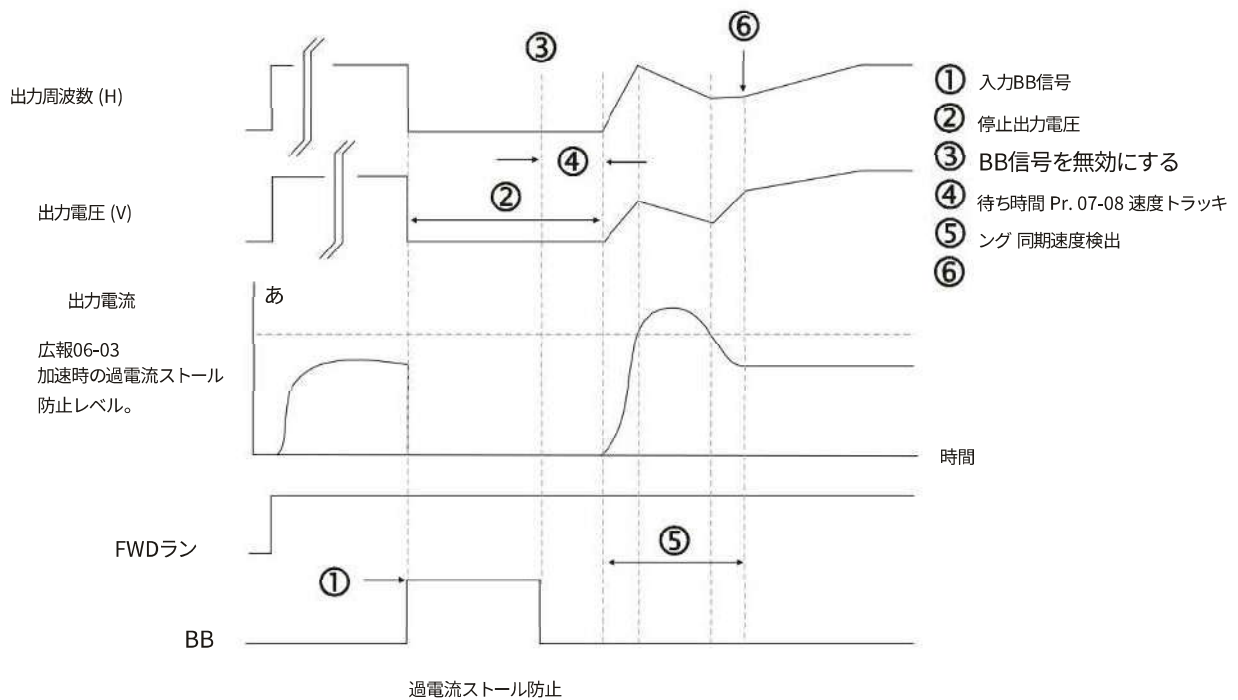 ⑥
③
出力周波数 (H)
① 入力BB信号
② 停止出力電圧
③ BB信号を無効にする
④ 待ち時間 Pr. 07-08 速度トラッキ
⑤ ング 同期速度検出
⑥
④
②
出力電圧 (V)
出力電流
あ
広報06-03
加速時の過電流ストール
防止レベル。
時間
FWDラン
⑤
①
BB
過電流ストール防止